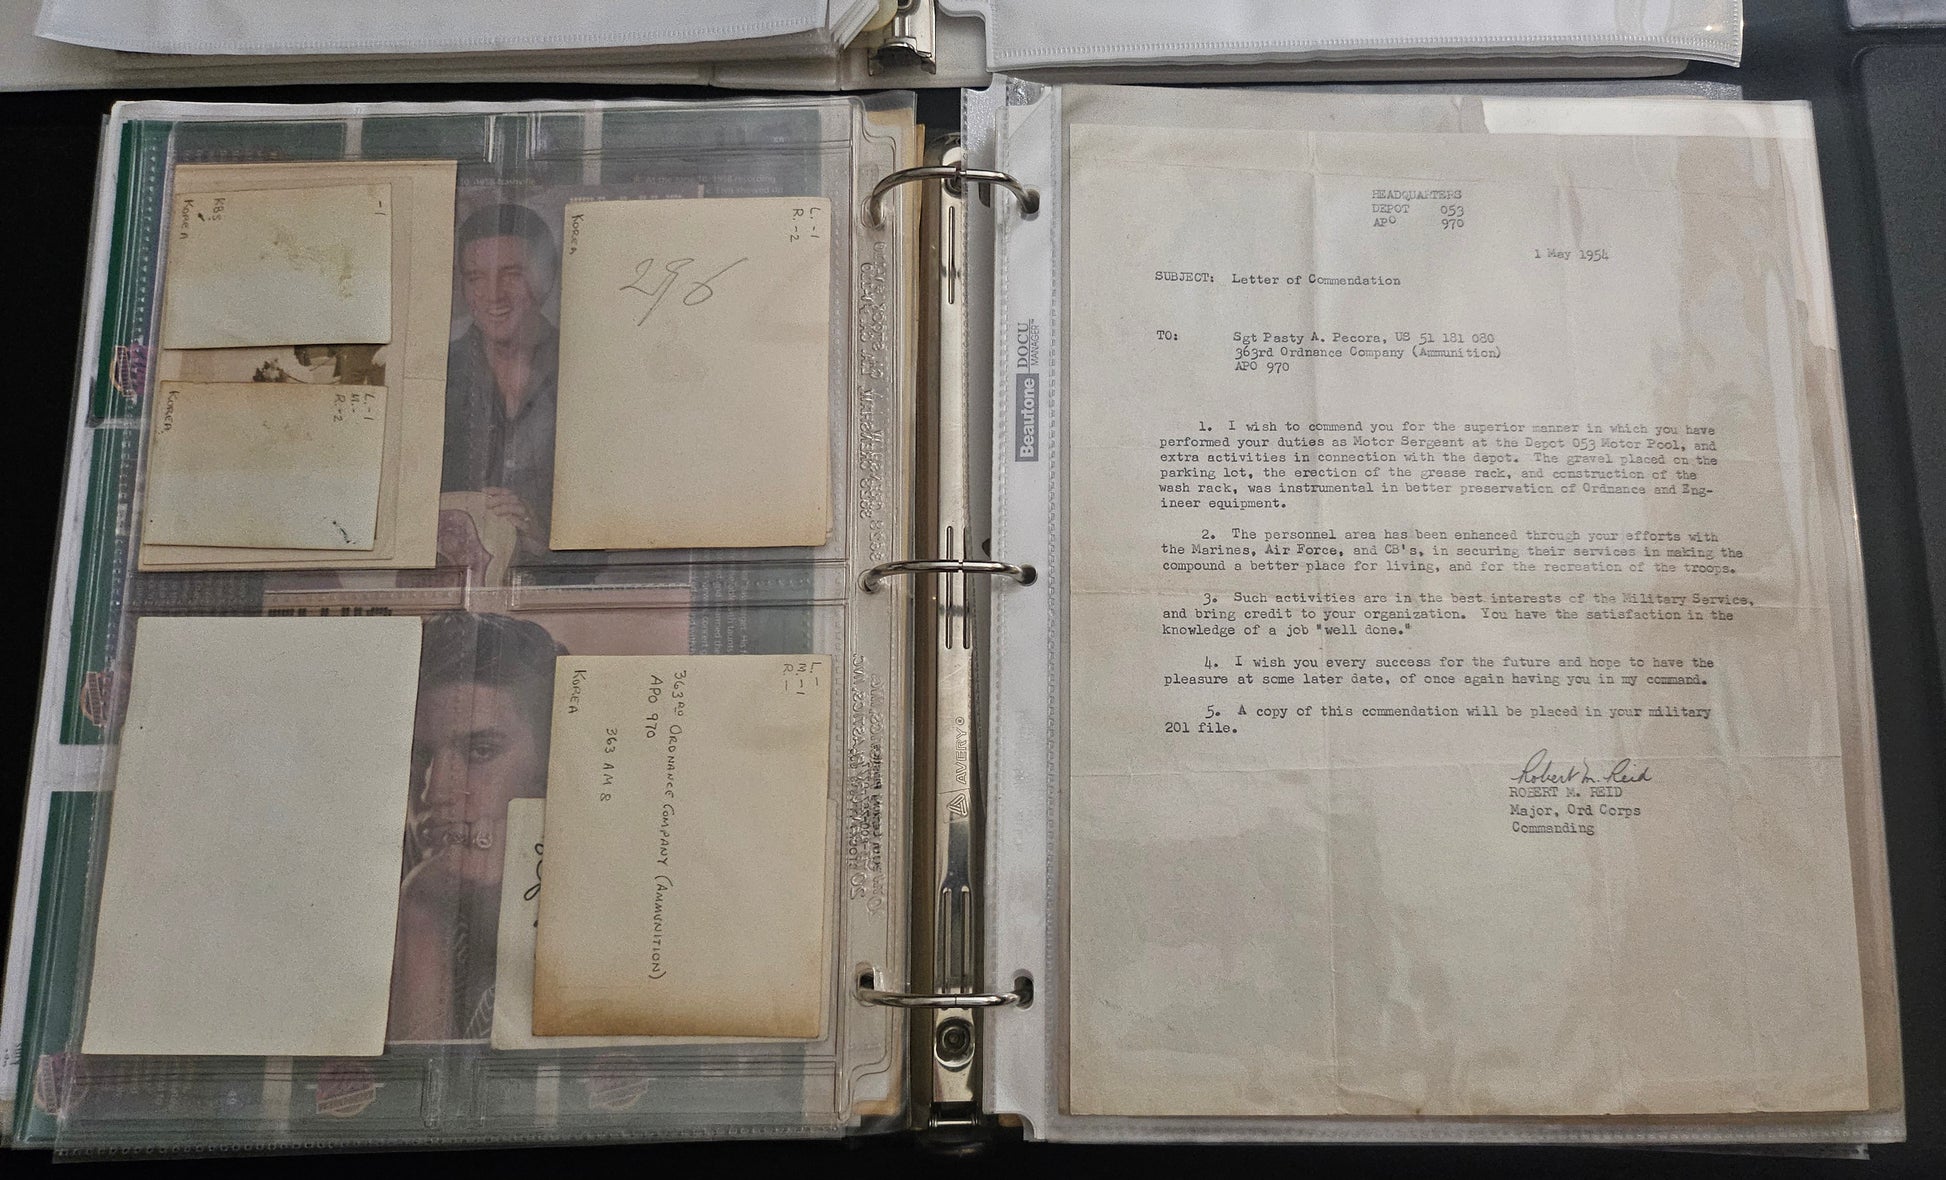 KBS
KOREA
-1
KOREA
L.-1
M.-
R.-2
KOREA
L.-1
R.-2
296
KOREA
L.-
M.-1
R.-
363RD ORDNANCE COMPANY (AMMUNITION)
APO 970
363 AM 8
AVERY
Beautone DOCU
MANAGER
HEADQUARTERS
DEPOT 053
APO 970
1 May 1954
SUBJECT: Letter of Commendation
TO: Sgt Pasty A. Pecora, US 51 181 080
363rd Ordnance Company (Ammunition)
APO 970
1. I wish to commend you for the superior manner in which you have
performed your duties as Motor Sergeant at the Depot 053 Motor Pool, and
extra activities in connection with the depot. The gravel placed on the
parking lot, the erection of the grease rack, and construction of the
wash rack, was instrumental in better preservation of Ordnance and Eng-
ineer equipment.
2. The personnel area has been enhanced through your efforts with
the Marines, Air Force, and CB's, in securing their services in making the
compound a better place for living, and for the recreation of the troops.
3. Such activities are in the best interests of the Military Service,
and bring credit to your organization. You have the satisfaction in the
knowledge of a job "well done."
4. I wish you every success for the future and hope to have the
pleasure at some later date, of once again having you in my command.
5. A copy of this commendation will be placed in your military
201 file.
Robert M. Reid
ROBERT M. REID
Major, Ord Corps
Commanding